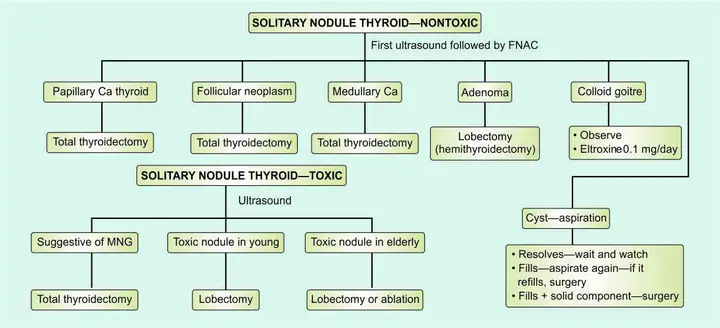 SOLITARY NODULE THYROID—NONTOXIC
First ultrasound followed by FNAC
Papillary Ca thyroid
Follicular neoplasm
Medullary Ca
Adenoma
Colloid goitre
Total thyroidectomy
Total thyroidectomy
Total thyroidectomy
Lobectomy
(hemithyroidectomy)
• Observe
• Eltroxine0.1 mg/day
SOLITARY NODULE THYROID—TOXIC
Ultrasound
Suggestive of MNG
Toxic nodule in young
Toxic nodule in elderly
Total thyroidectomy
Lobectomy
Lobectomy or ablation
Cyst—aspiration
• Resolves—wait and watch
• Fills—aspirate again—if it
refills, surgery
• Fills + solid component—surgery